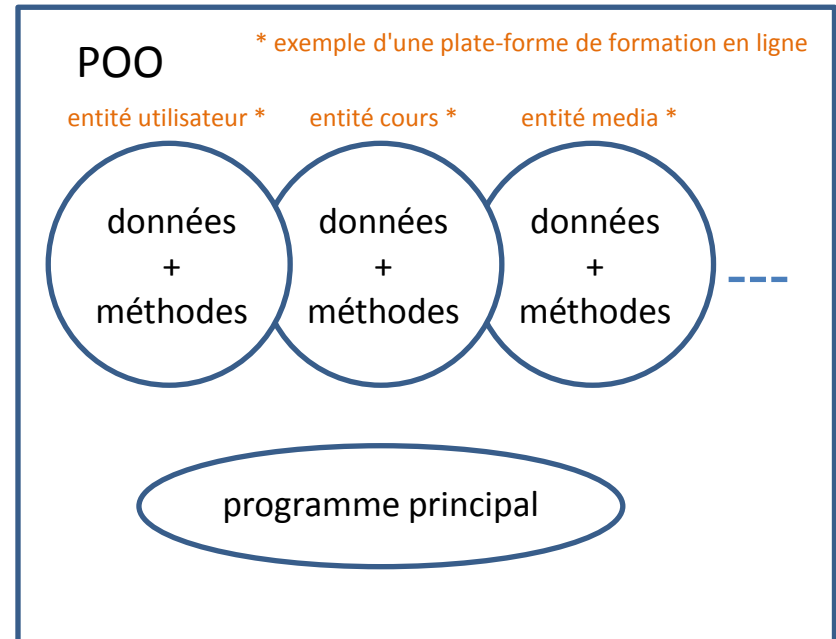 POO
* exemple d'une plate-forme de formation en ligne
entité utilisateur *
entité cours *
entité media *
données
+
méthodes
données
+
méthodes
données
+
méthodes
programme principal